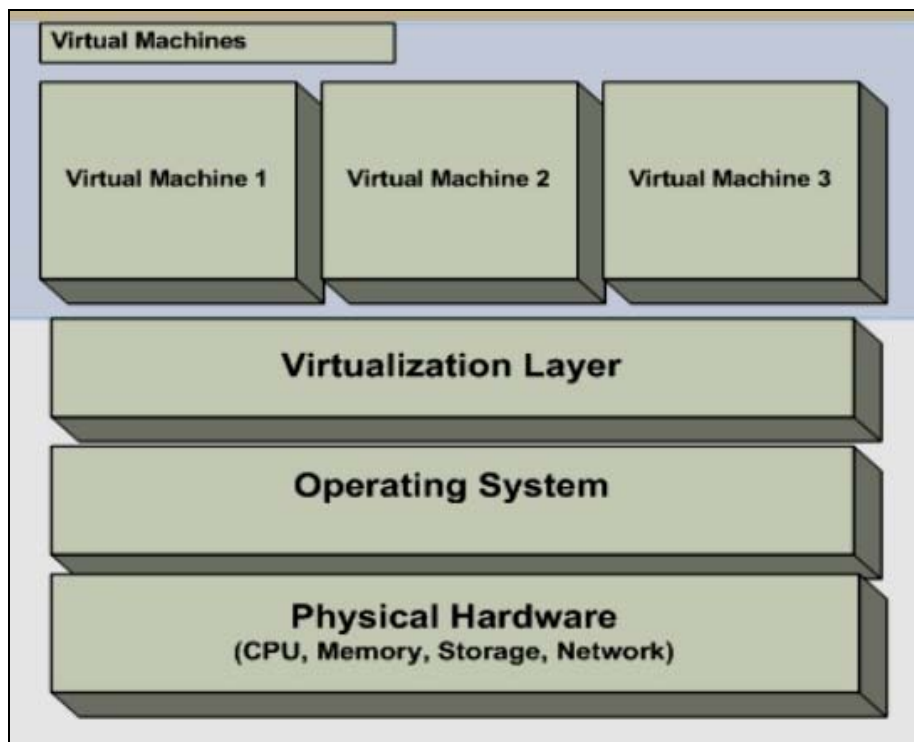 Virtual Machines
Virtual Machine 1
Virtual Machine 2
Virtual Machine 3
Virtualization Layer
Operating System
Physical Hardware
(CPU, Memory, Storage, Network)